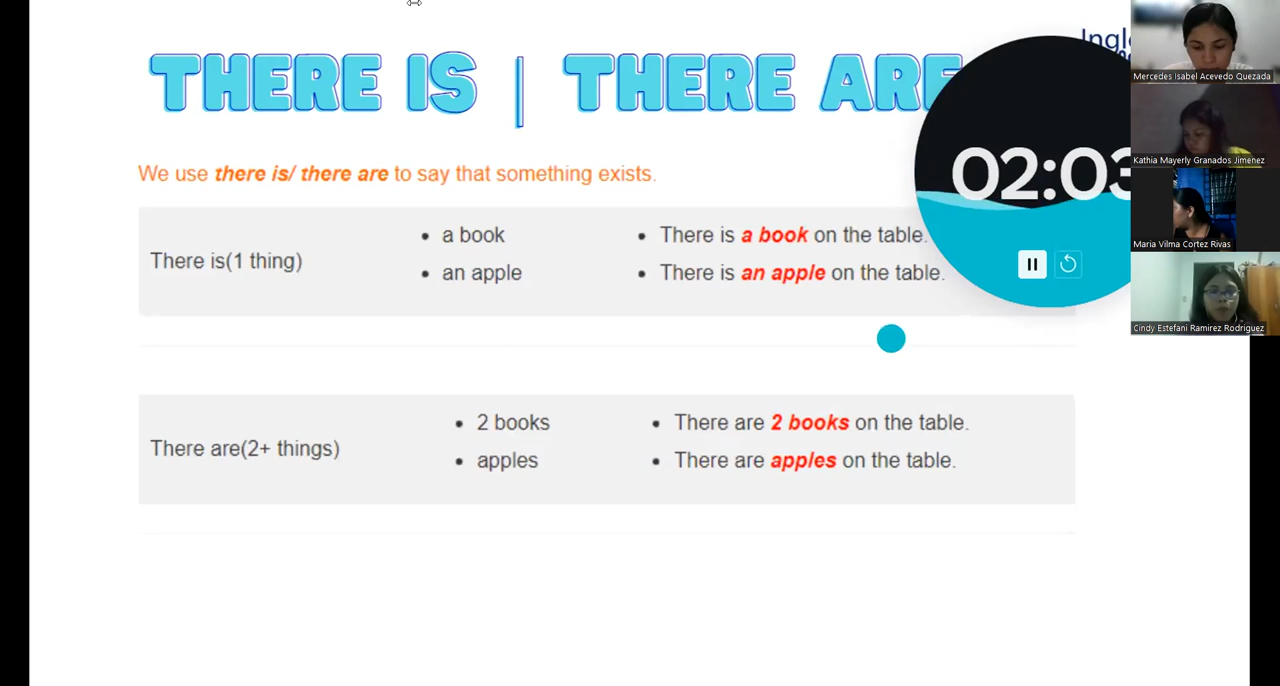 THERE IS | THERE ARE
We use there is/ there are to say that something exists.
There is(1 thing)
• a book
• an apple
• There is a book on the table.
• There is an apple on the table.
There are(2+ things)
• 2 books
• apples
• There are 2 books on the table.
• There are apples on the table.
02:03
Mercedes Isabel Acevedo Quezada
Kathia Mayerly Granados Jimenez
Maria Vilma Cortez Rivas
Cindy Estefani Ramirez Rodriguez